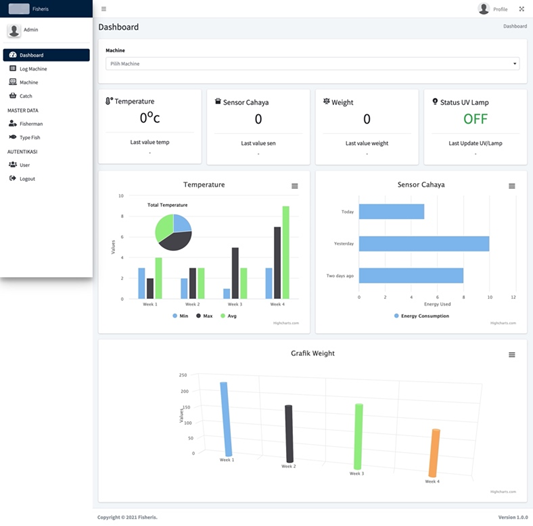 Fisheris
Profile
Admin
Dashboard
Dashboard
Dashboard
Log Machine
Machine
Catch
MASTER DATA
Fisherman
Type Fish
AUTENTIKASI
User
Logout
Machine
Pilih Machine
Temperature
0°c
Last value temp
-
Sensor Cahaya
0
Last value sen
-
Weight
0
Last value weight
-
Status UV Lamp
OFF
Last Update UV/Lamp
-
Temperature
Total Temperature
Values
10
8
6
4
2
0
Week 1
Week 2
Week 3
Week 4
Min
Max
Avg
Highcharts.com
Sensor Cahaya
Today
Yesterday
Two days ago
0
2
4
6
8
10
12
Energy Used
Energy Consumption
Highcharts.com
Grafik Weight
Values
250
200
150
100
50
0
Week 1
Week 2
Week 3
Week 4
Highcharts.com
Copyright © 2021 Fisheris.
Version 1.0.0